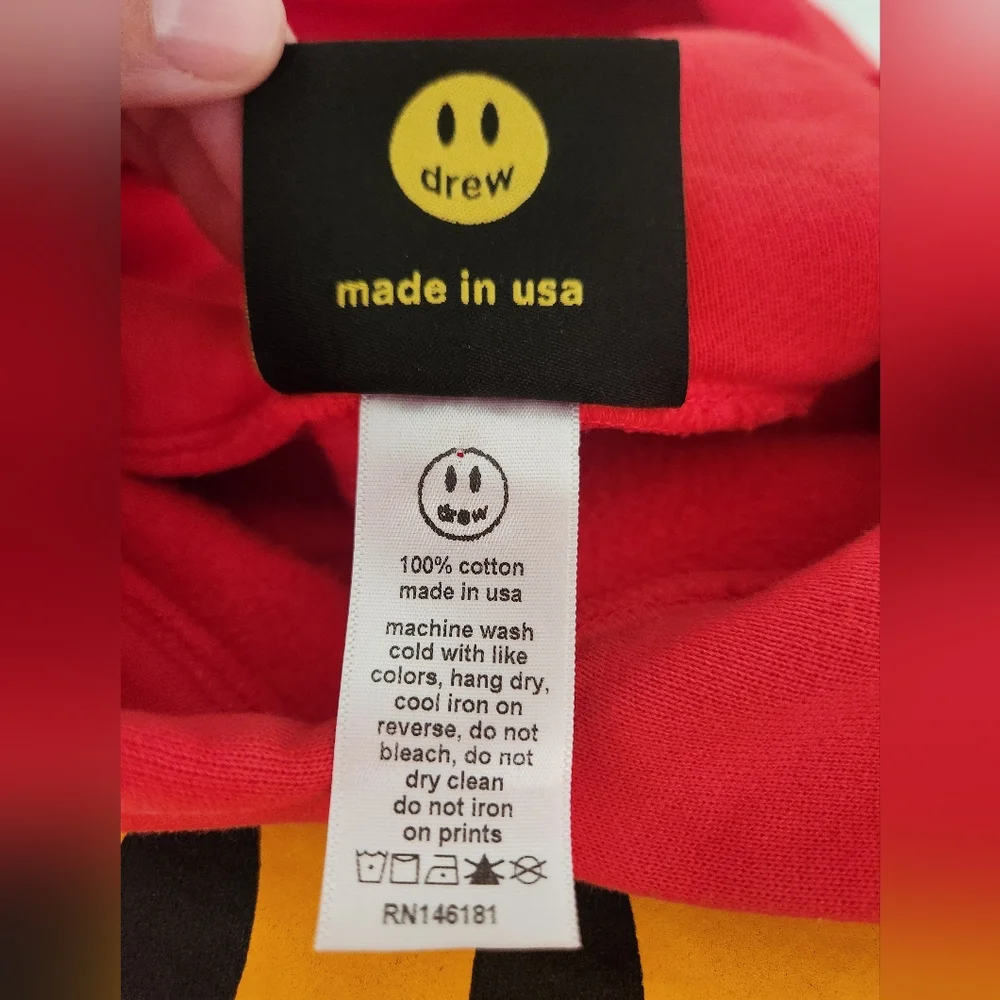 drew
made in usa
drew
100% cotton
made in usa
machine wash
cold with like
colors, hang dry,
cool iron on
reverse, do not
bleach, do not
dry clean
do not iron
on prints
RN146181